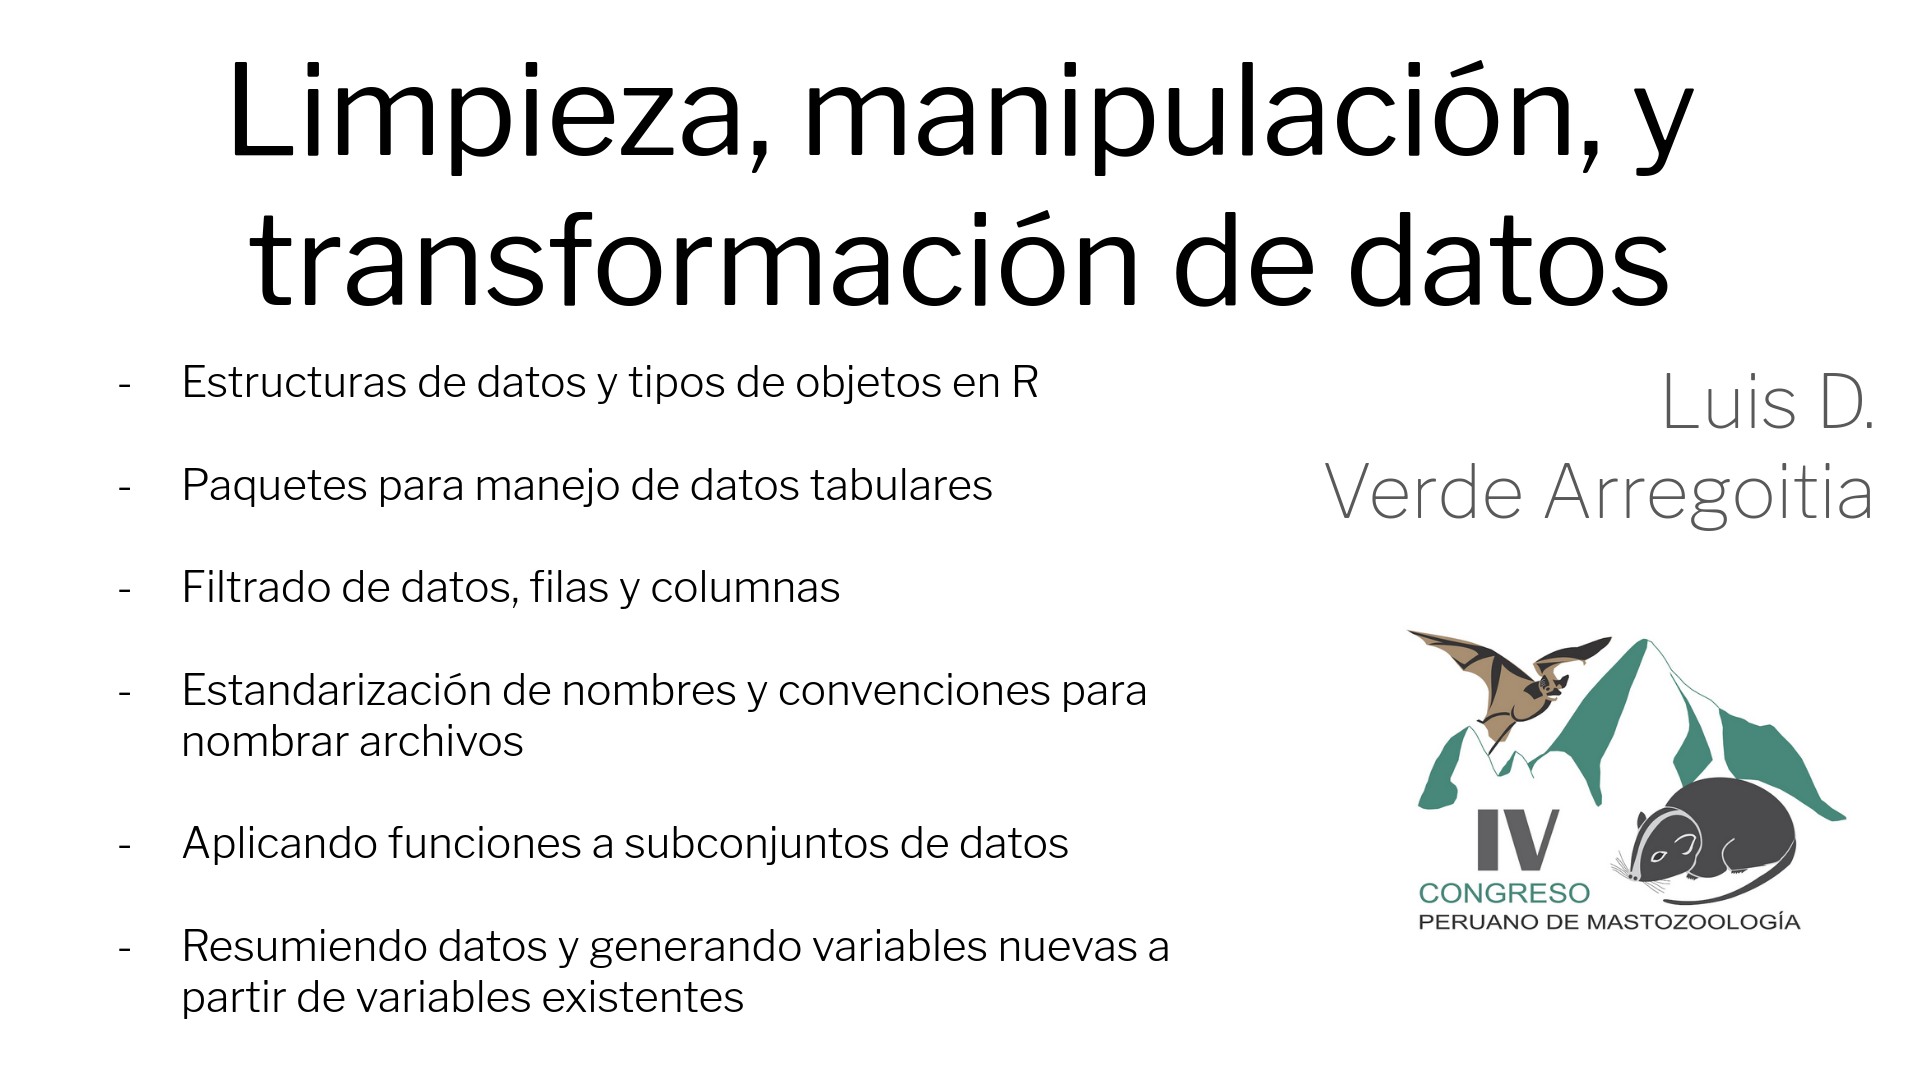 Limpieza, manipulación, y
transformación de datos
- Estructuras de datos y tipos de objetos en R
- Paquetes para manejo de datos tabulares
- Filtrado de datos, filas y columnas
- Estandarización de nombres y convenciones para
nombrar archivos
- Aplicando funciones a subconjuntos de datos
- Resumiendo datos y generando variables nuevas a
partir de variables existentes
Luis D.
Verde Arregoitia
IV
CONGRESO
PERUANO DE MASTOZOOLOGÍA